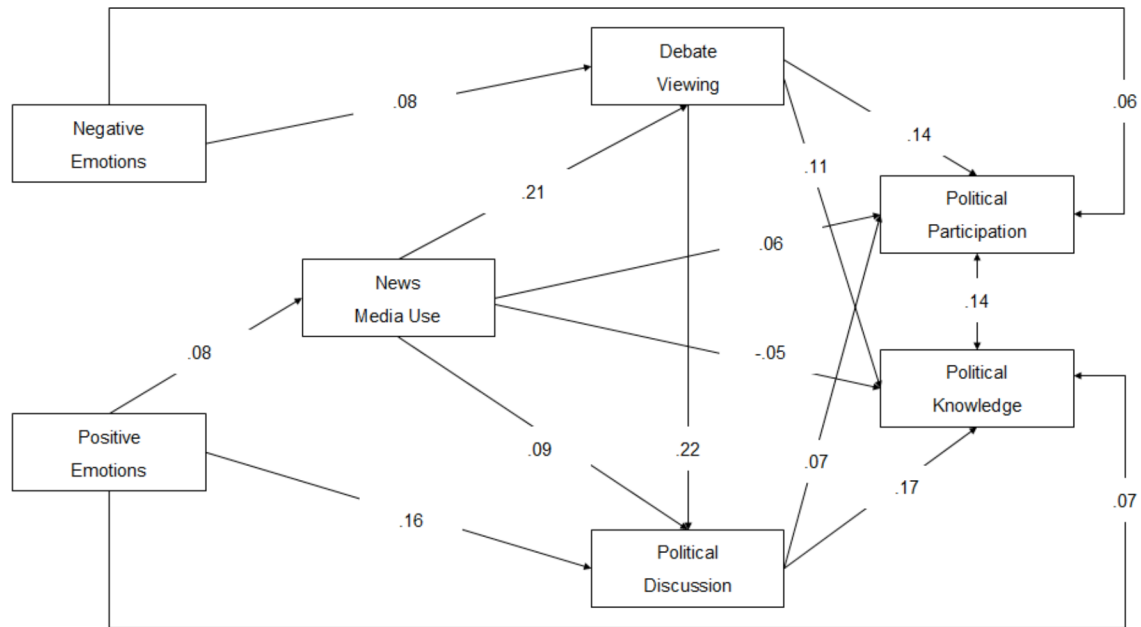 Debate
Viewing
.08
.06
Negative
Emotions
.14
.11
.21
Political
Participation
.06
News
Media Use
.14
.08
-.05
Political
Knowledge
Positive
Emotions
.09
.22
.07
.17
.07
.16
Political
Discussion